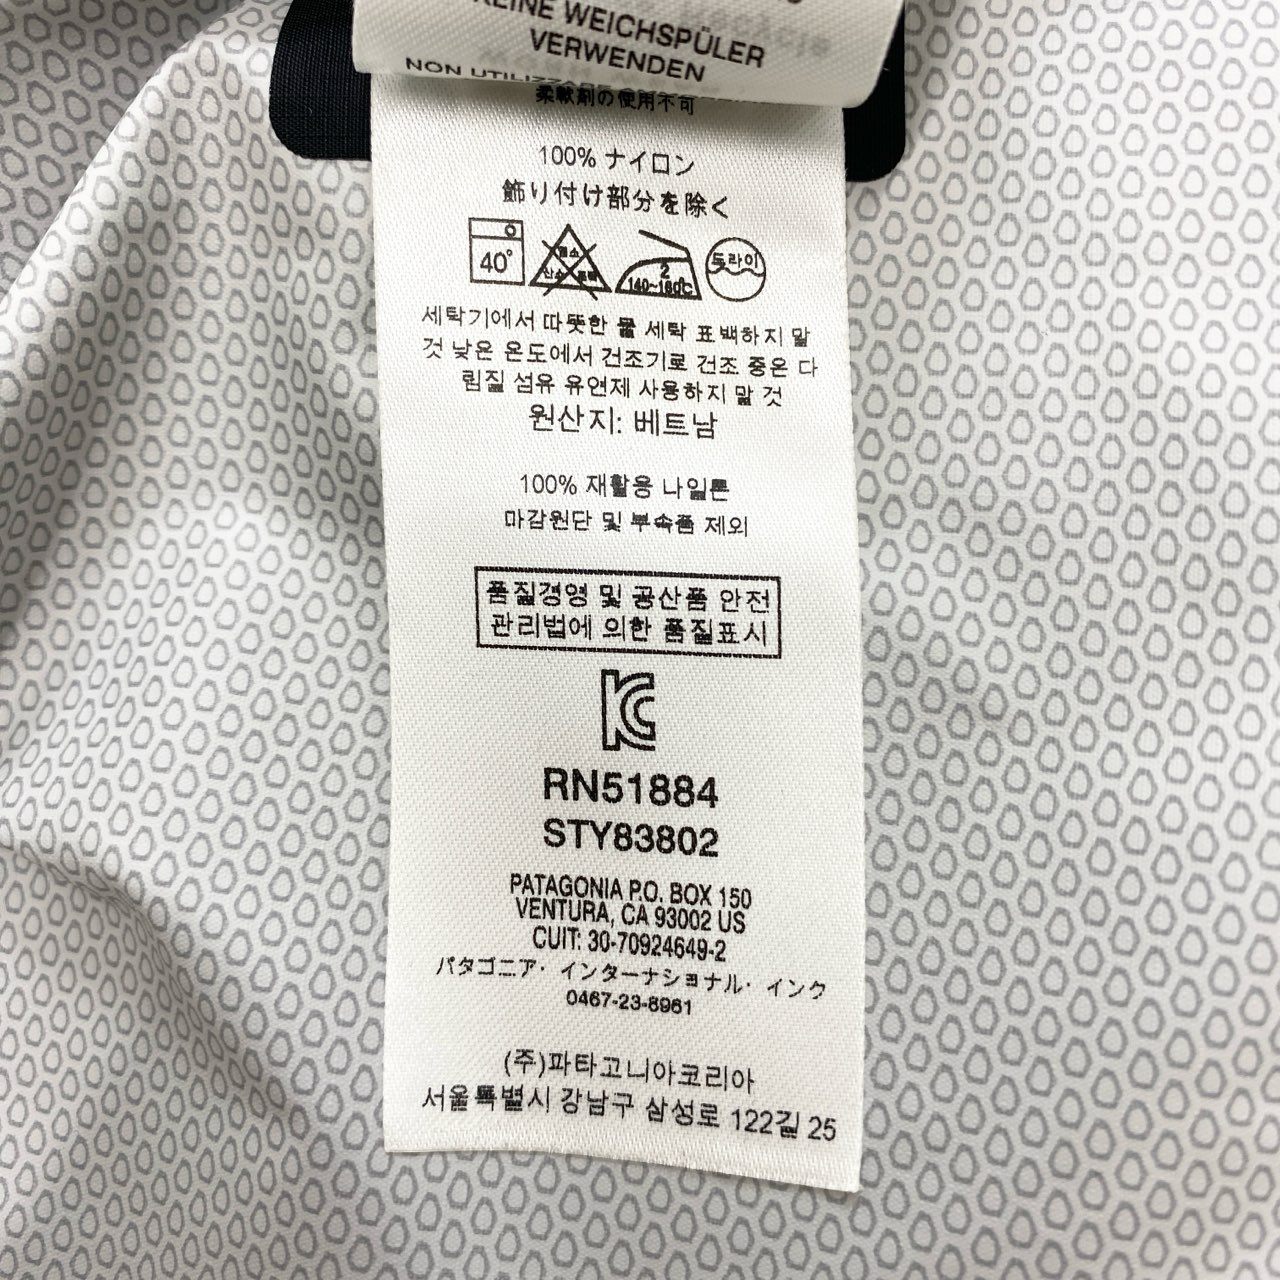 KEINE WEICHSPÜLER
VERWENDEN
NON UTILIZZA
柔軟剤の使用不可
100% ナイロン
飾り付け部分を除く
40°
염소
산소 표백
2
140~160℃
드라이
세탁기에서 따뜻한 물 세탁 표백하지 말
것 낮은 온도에서 건조기로 건조 중온 다
림질 섬유 유연제 사용하지 말 것
원산지: 베트남
100% 재활용 나일론
마감원단 및 부속품 제외
품질경영 및 공산품 안전
관리법에 의한 품질표시
KC
RN51884
STY83802
PATAGONIA P.O. BOX 150
VENTURA, CA 93002 US
CUIT: 30-70924649-2
パタゴニア・インターナショナル・インク
0467-23-8961
(주)파타고니아코리아
서울특별시 강남구 삼성로 122길 25